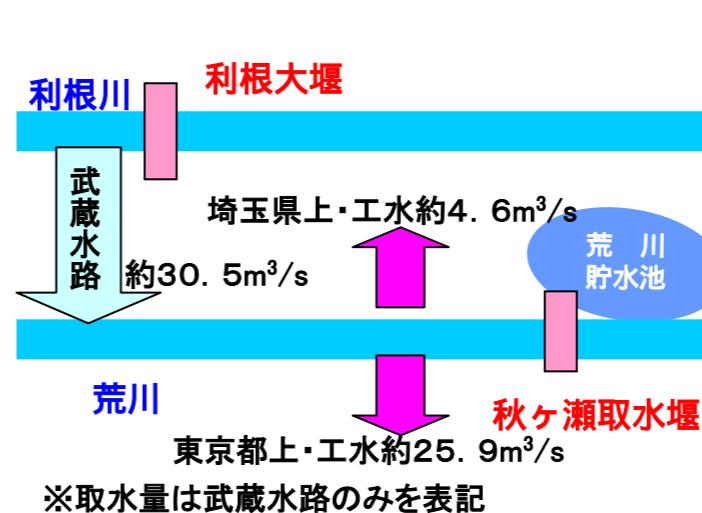 利根大堰
利根川
武蔵水路
埼玉県上・工水約4．6m³/s
荒　川
貯水池
約30．5m³/s
荒川
秋ヶ瀬取水堰
東京都上・工水約25．9m³/s
※取水量は武蔵水路のみを表記